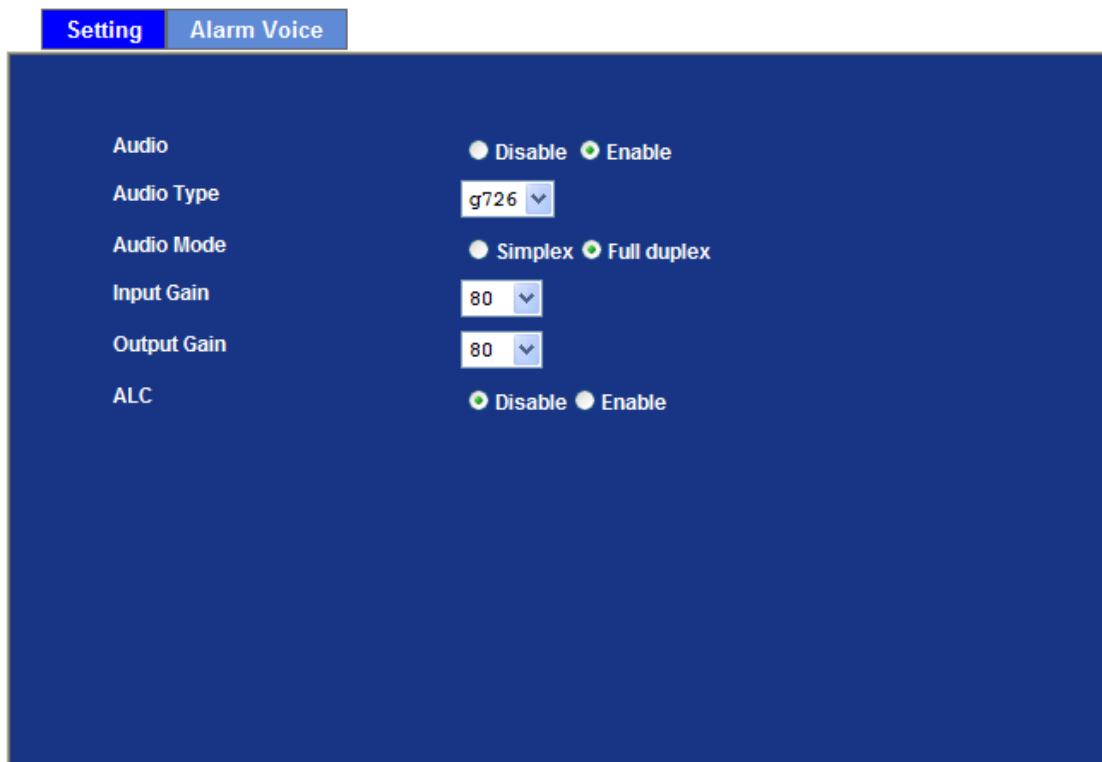 Setting Alarm Voice
Audio Disable Enable
Audio Type g726
Audio Mode Simplex Full duplex
Input Gain 80
Output Gain 80
ALC Disable Enable